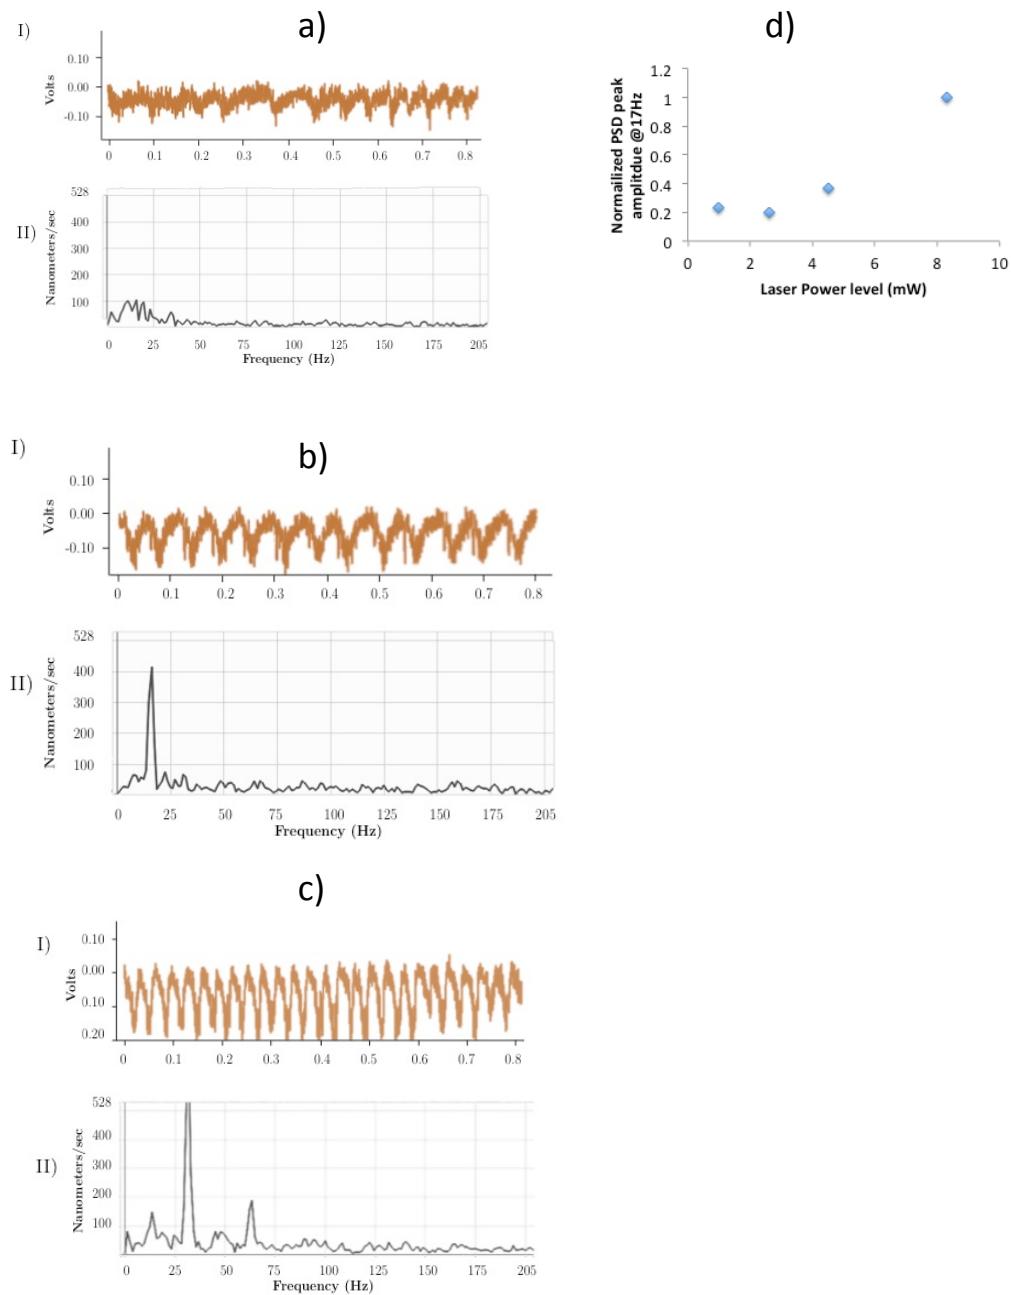 a)
I)
Volts
0.10
0.00
-0.10
0 0.1 0.2 0.3 0.4 0.5 0.6 0.7 0.8
II)
Nanometers/sec
528
400
300
200
100
0 25 50 75 100 125 150 175 205
Frequency (Hz)
d)
Normailized PSD peak
amplitdue @17Hz
1.2
1
0.8
0.6
0.4
0.2
0
0 2 4 6 8 10
Laser Power level (mW)
b)
I)
Volts
0.10
0.00
-0.10
0 0.1 0.2 0.3 0.4 0.5 0.6 0.7 0.8
II)
Nanometers/sec
528
400
300
200
100
0 25 50 75 100 125 150 175 205
Frequency (Hz)
c)
I)
Volts
0.10
0.00
0.10
0.20
0 0.1 0.2 0.3 0.4 0.5 0.6 0.7 0.8
II)
Nanometers/sec
528
400
300
200
100
0 25 50 75 100 125 150 175 205
Frequency (Hz)